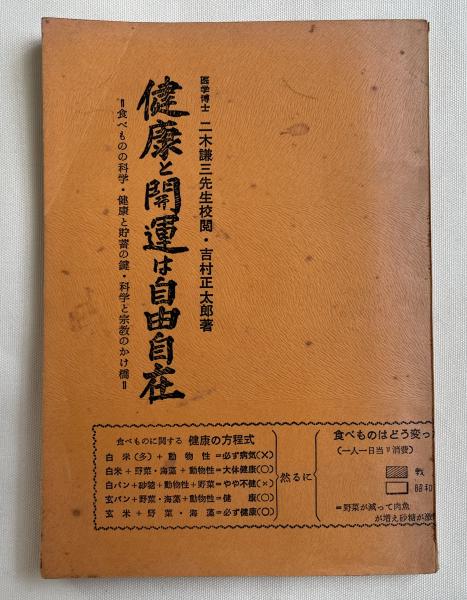 医学博士 二木謙三先生校閲・吉村正太郎著
健康と開運は自由自在
＝食べものの科学・健康と貯蓄の鍵・科学と宗教のかけ橋＝
食べものに関する 健康の方程式
白米(多)+動物性=必ず病気(×)
白米+野菜・海藻+動物性=大体健康(○)
白パン+砂糖+動物性+野菜=やや不健(×)
玄パン+野菜・海藻+動物性=健康(○)
玄米+野菜・海藻=必ず健康(○)
然るに
食べものはどう変っ
(一人一日当り消費)
戦
昭和
=野菜が減って肉魚
が増え砂糖が激